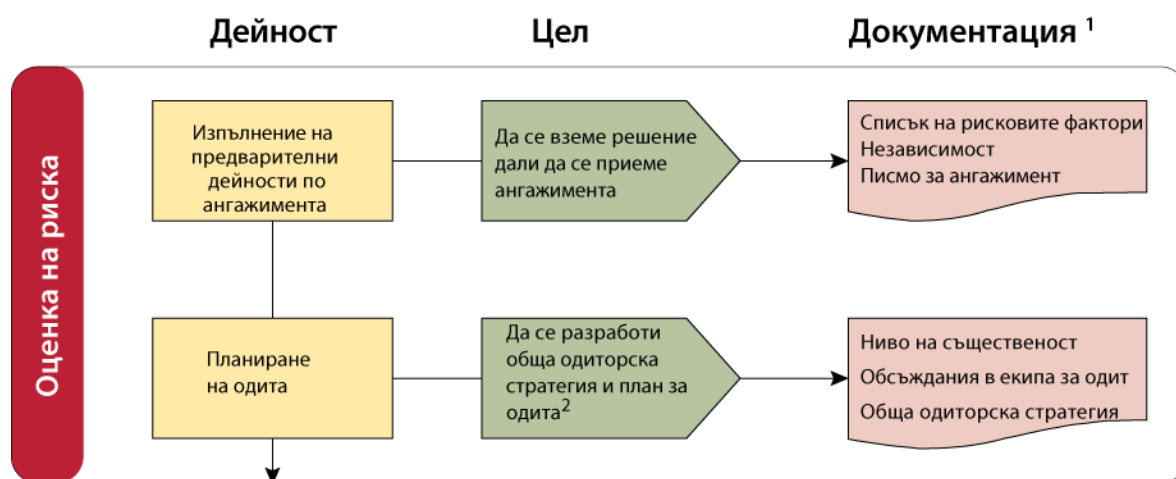 Дейност
Цел
Документация ¹
Оценка на риска
Изпълнение на
предварителни
дейности по
ангажимента
Да се вземе решение
дали да се приеме
ангажимента
Списък на рисковите фактори
Независимост
Писмо за ангажимент
Планиране
на одита
Да се разработи
обща одиторска
стратегия и план за
одита²
Ниво на същественост
Обсъждания в екипа за одит
Обща одиторска стратегия